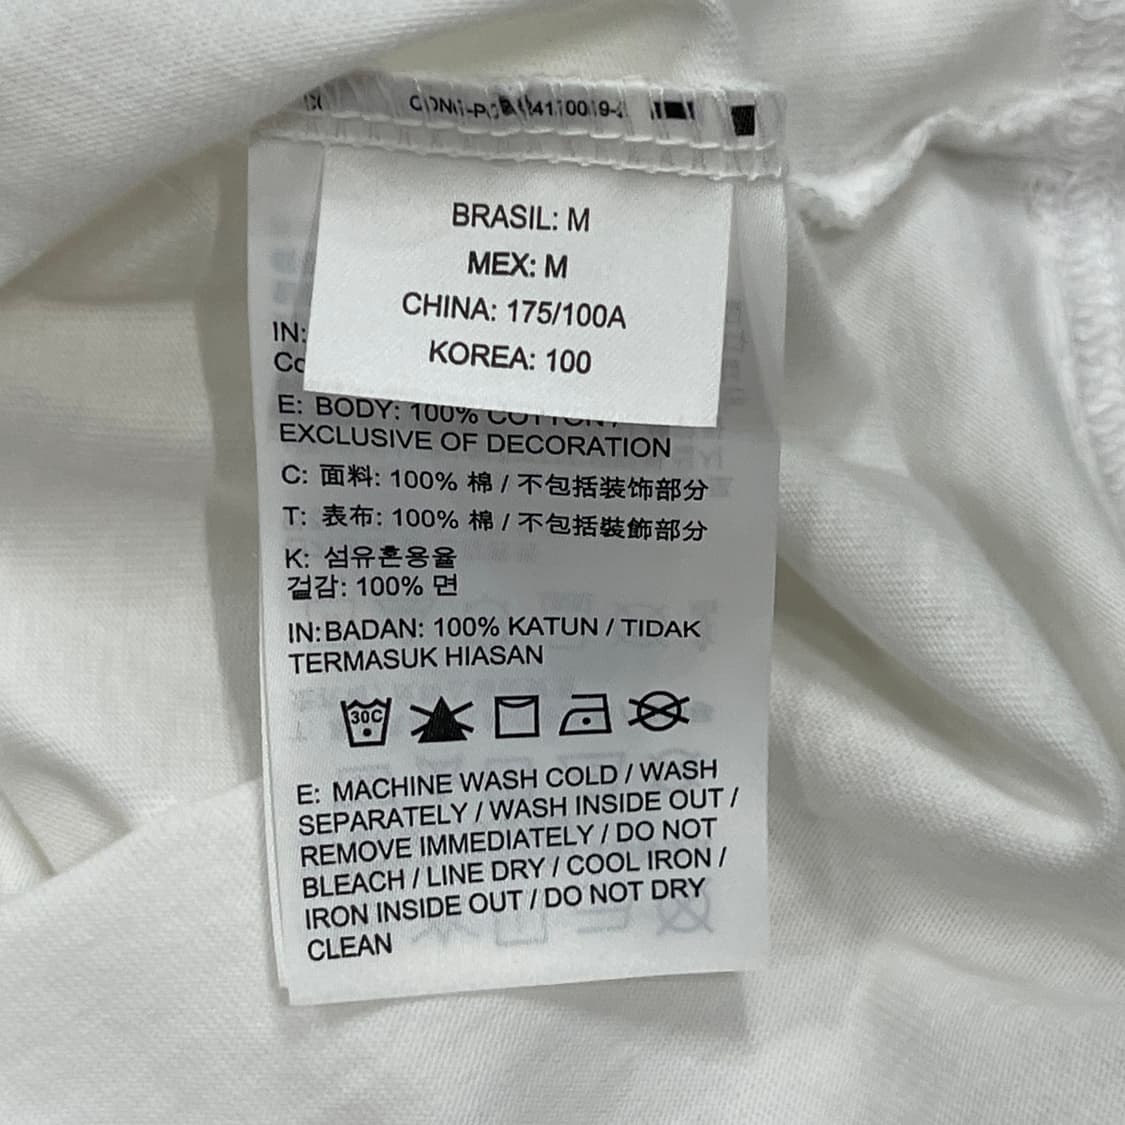 BRASIL: M
MEX: M
CHINA: 175/100A
KOREA: 100
IN:
E: BODY: 100% COTTON /
EXCLUSIVE OF DECORATION
C: 面料: 100% 棉 / 不包括装饰部分
T: 表布: 100% 棉 / 不包括裝飾部分
K: 섬유혼용율
겉감: 100% 면
IN:BADAN: 100% KATUN / TIDAK
TERMASUK HIASAN
30C
E: MACHINE WASH COLD / WASH
SEPARATELY / WASH INSIDE OUT /
REMOVE IMMEDIATELY / DO NOT
BLEACH / LINE DRY / COOL IRON /
IRON INSIDE OUT / DO NOT DRY
CLEAN